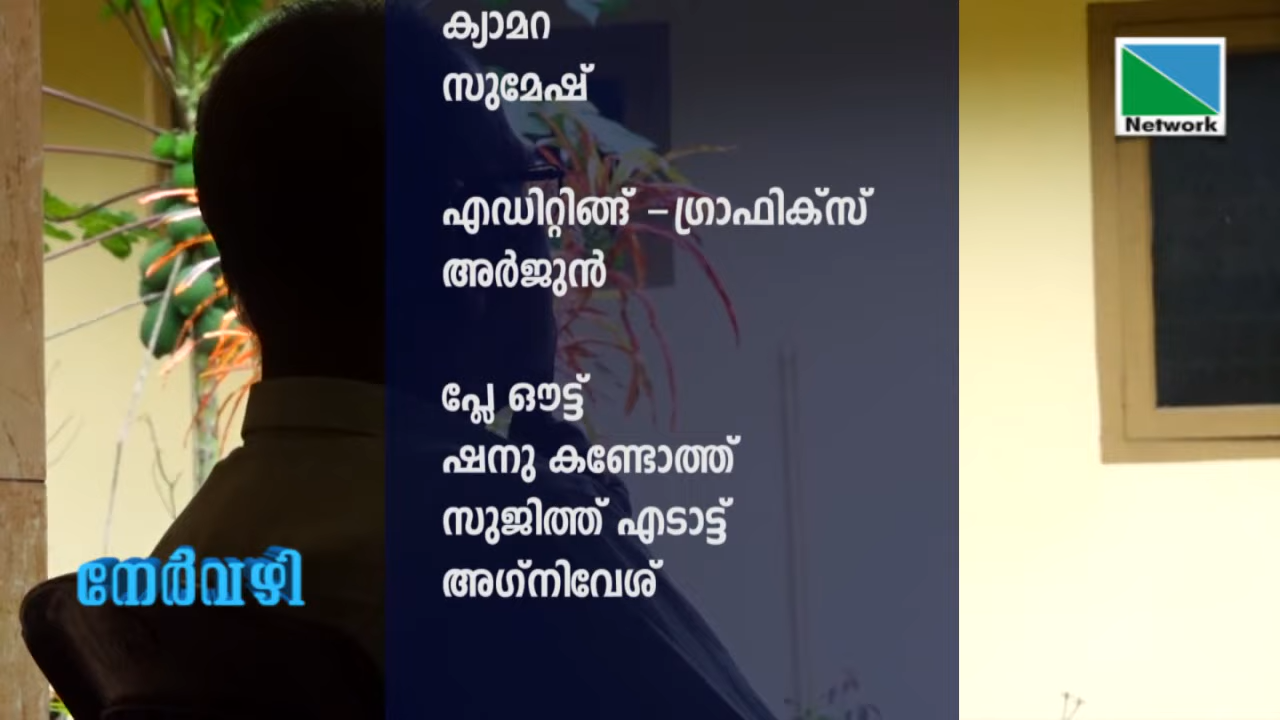 ക്യാമറ
സുമേഷ്
എഡിറ്റിങ്ങ് -ഗ്രാഫിക്സ്
അർജുൻ
പ്ലേ ഔട്ട്
ഷനു കണ്ടോത്ത്
സുജിത്ത് എടാട്ട്
അഗ്‌നിവേശ്
നേർവഴി
Network